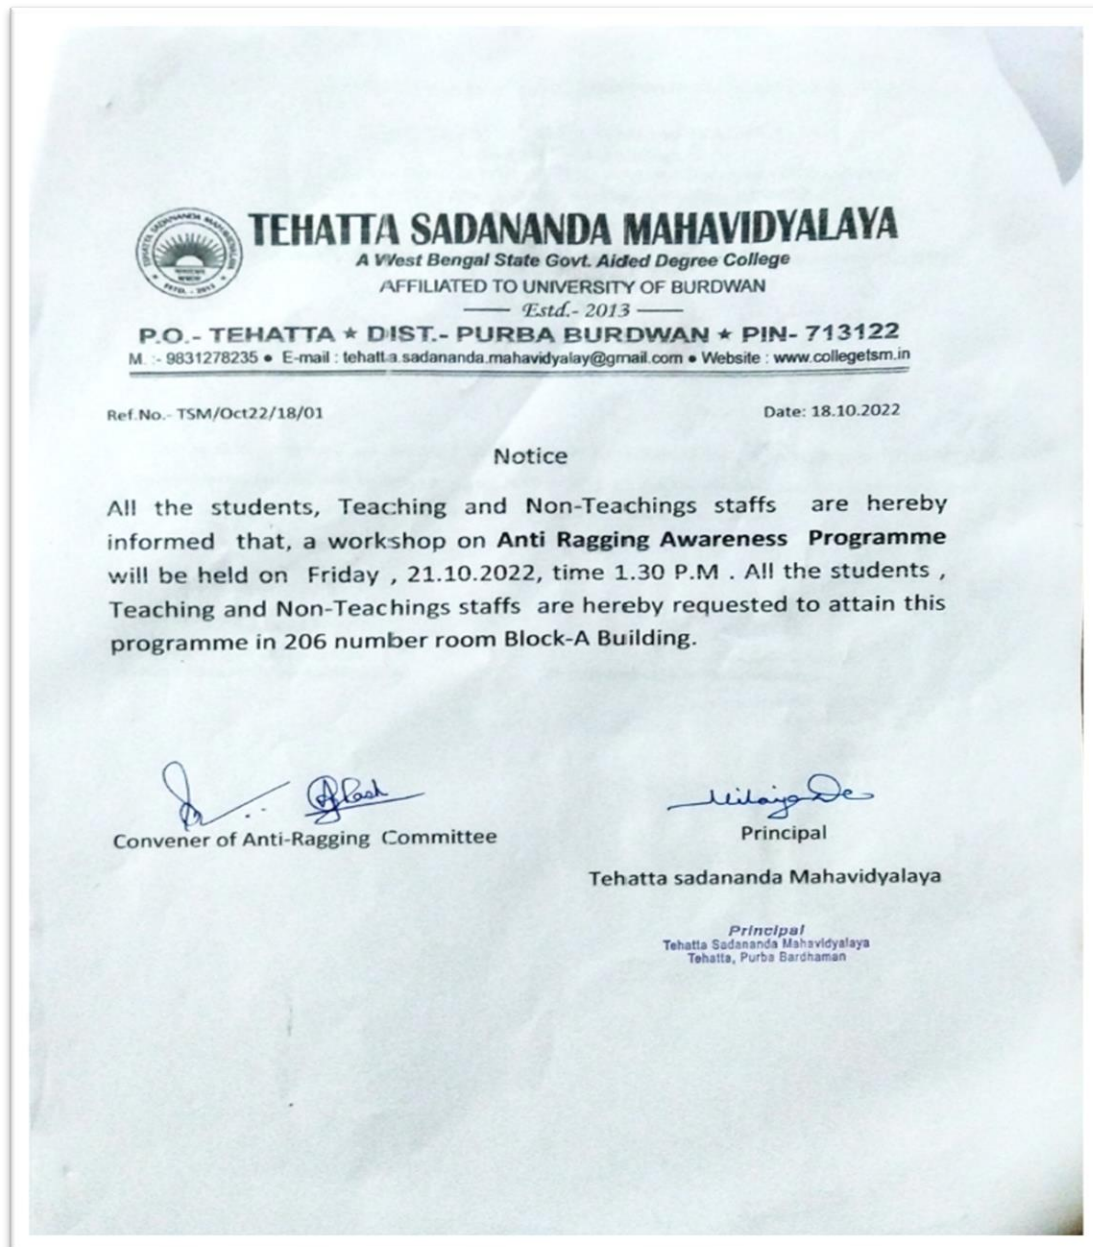 TEHATTA SADANANDA MAHAVIDYALAYA
A West Bengal State Govt. Aided Degree College
AFFILIATED TO UNIVERSITY OF BURDWAN
Estd.- 2013
P.O.- TEHATTA ★ DIST.- PURBA BURDWAN ★ PIN- 713122
M. :- 9831278235 ● E-mail : tehatta.sadananda.mahavidyalay@gmail.com ● Website : www.collegetsm.in
Ref.No.- TSM/Oct22/18/01 Date: 18.10.2022
Notice
All the students, Teaching and Non-Teachings staffs are hereby
informed that, a workshop on Anti Ragging Awareness Programme
will be held on Friday , 21.10.2022, time 1.30 P.M . All the students ,
Teaching and Non-Teachings staffs are hereby requested to attain this
programme in 206 number room Block-A Building.
Convener of Anti-Ragging Committee
Principal
Tehatta sadananda Mahavidyalaya
Principal
Tehatta Sadananda Mahavidyalaya
Tehatta, Purba Bardhaman